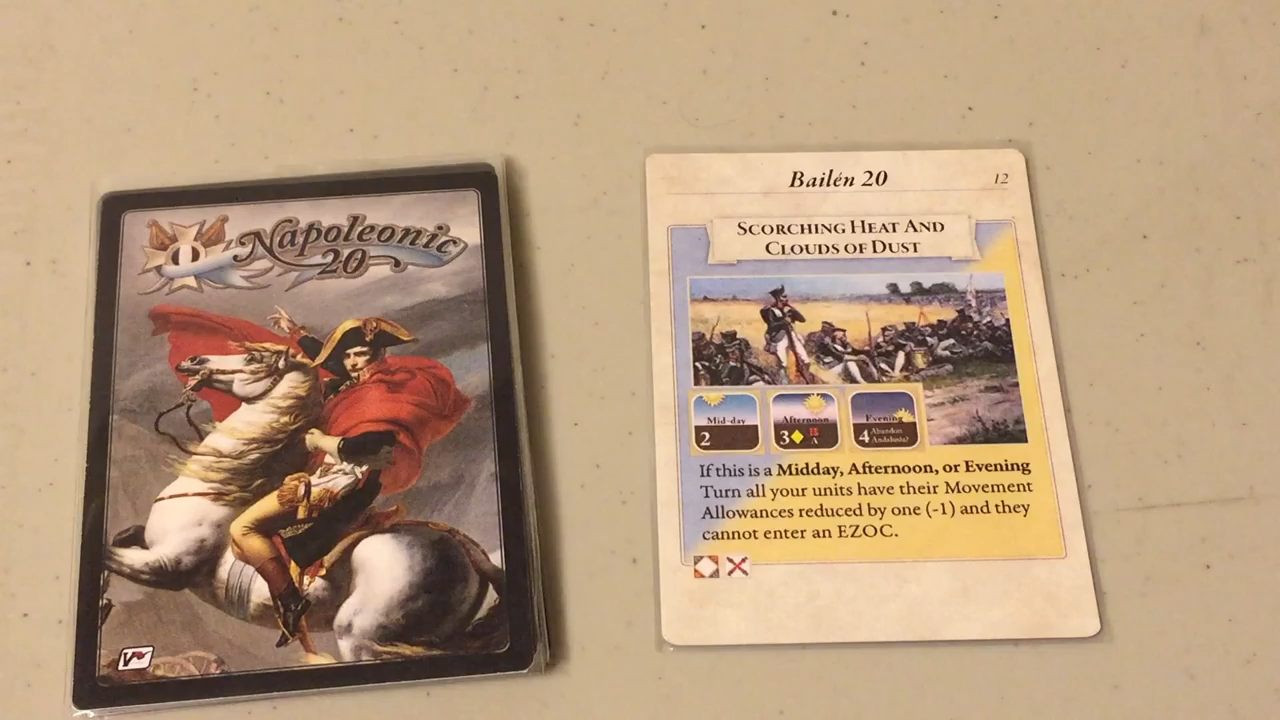 Napoleonic
20
Bailén 20
12
SCORCHING HEAT AND
CLOUDS OF DUST
Mid-day
2
Afternoon
3
B
A
Evening
4 Abandon
Andalusia?
If this is a Midday, Afternoon, or Evening
Turn all your units have their Movement
Allowances reduced by one (-1) and they
cannot enter an EZOC.